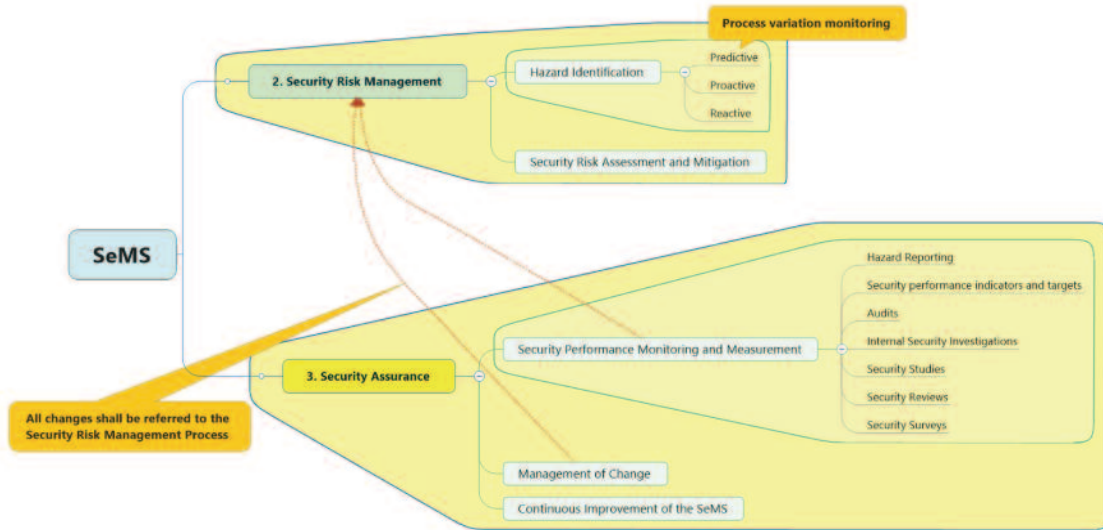 Process variation monitoring
2. Security Risk Management
Hazard Identification
Predictive
Proactive
Reactive
Security Risk Assessment and Mitigation
SeMS
Hazard Reporting
Security performance indicators and targets
Audits
Security Performance Monitoring and Measurement
Internal Security Investigations
3. Security Assurance
Security Studies
Security Reviews
Security Surveys
All changes shall be referred to the
Security Risk Management Process
Management of Change
Continuous Improvement of the SeMS